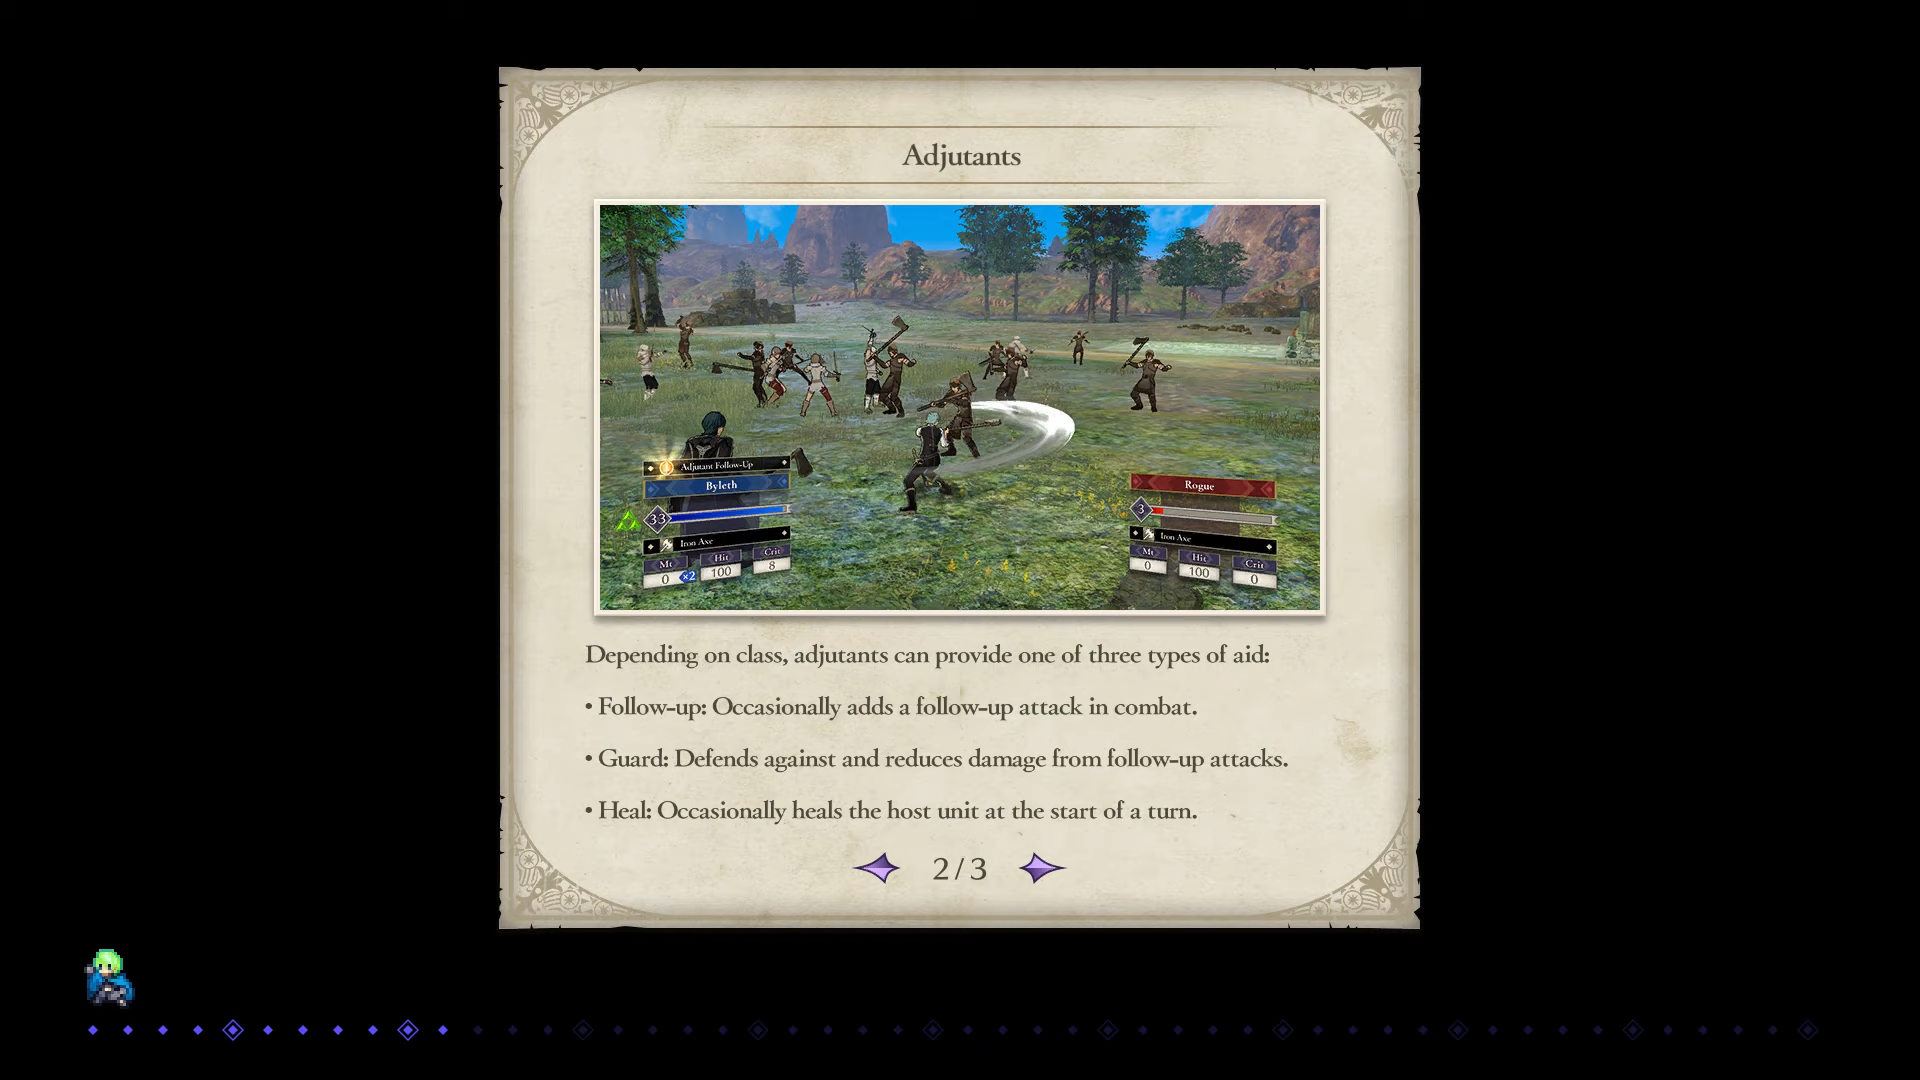 Adjutants
Adjutant Follow-Up
Byleth
33
Iron Axe
Mt Hit Crit
0 ×2 100 8
Rogue
3
Iron Axe
Mt Hit Crit
0 100 0
Depending on class, adjutants can provide one of three types of aid:
• Follow-up: Occasionally adds a follow-up attack in combat.
• Guard: Defends against and reduces damage from follow-up attacks.
• Heal: Occasionally heals the host unit at the start of a turn.
2/3